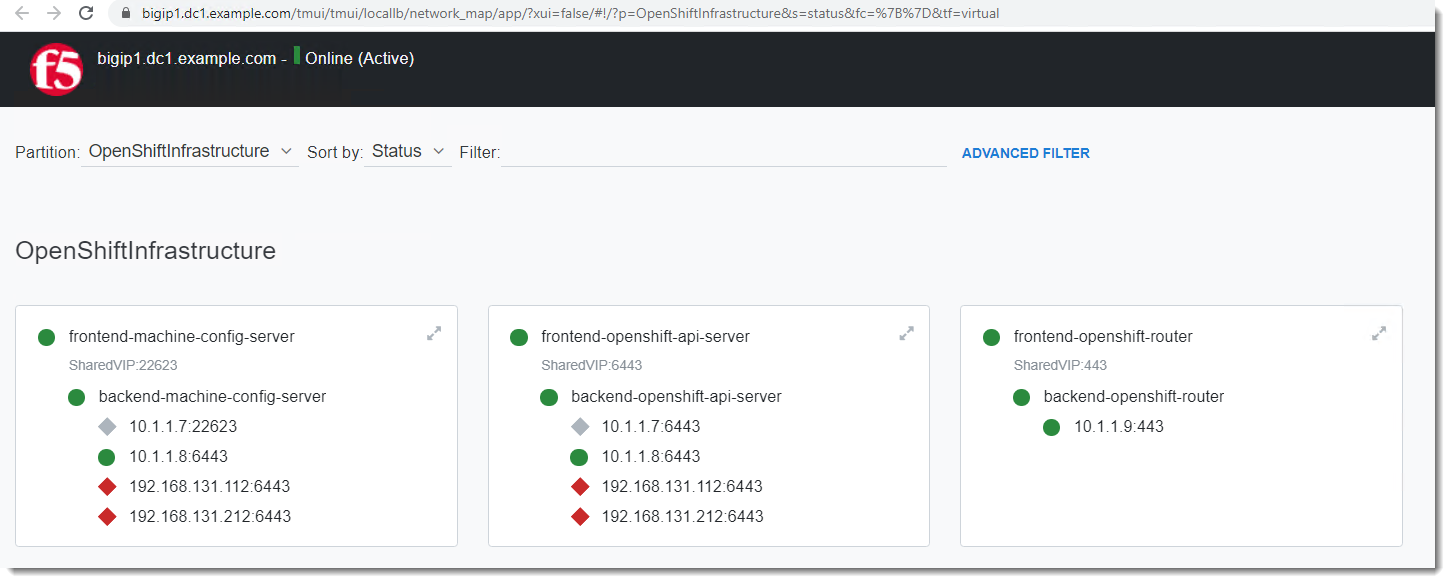 bigip1.dc1.example.com/tmui/tmui/locallb/network_map/app/?xui=false/#!/?p=OpenShiftInfrastructure&s=status&fc=%7B%7D&tf=virtual
f5 bigip1.dc1.example.com - Online (Active)
Partition: OpenShiftInfrastructure Sort by: Status Filter: ADVANCED FILTER
OpenShiftInfrastructure
frontend-machine-config-server
SharedVIP:22623
backend-machine-config-server
10.1.1.7:22623
10.1.1.8:6443
192.168.131.112:6443
192.168.131.212:6443
frontend-openshift-api-server
SharedVIP:6443
backend-openshift-api-server
10.1.1.7:6443
10.1.1.8:6443
192.168.131.112:6443
192.168.131.212:6443
frontend-openshift-router
SharedVIP:443
backend-openshift-router
10.1.1.9:443